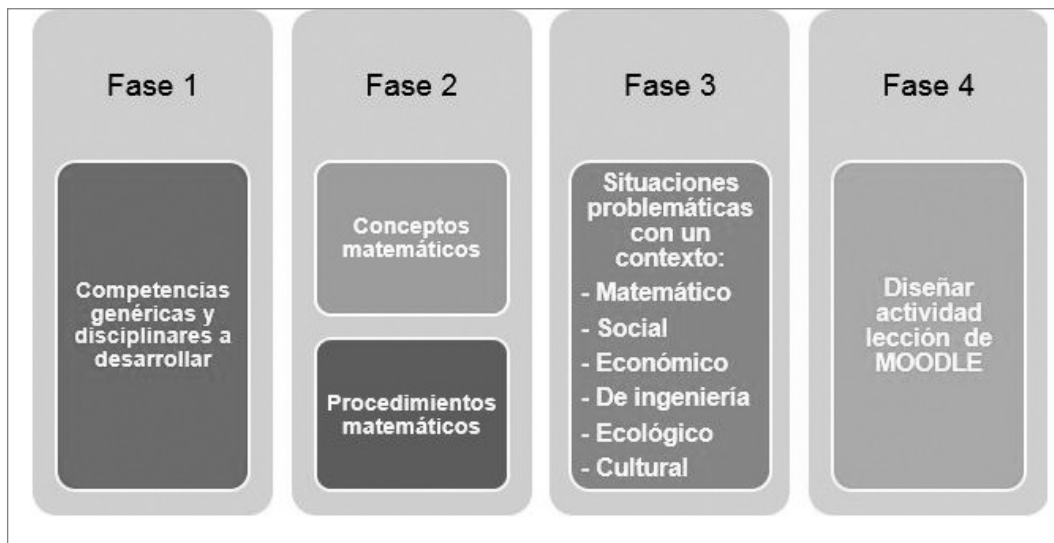 Fase 1
Competencias
genéricas y
disciplinares a
desarrollar
Fase 2
Conceptos
matemáticos
Procedimientos
matemáticos
Fase 3
Situaciones
problemáticas
con un
contexto:
- Matemático
- Social
- Económico
- De ingeniería
- Ecológico
- Cultural
Fase 4
Diseñar
actividad
lección de
MOODLE